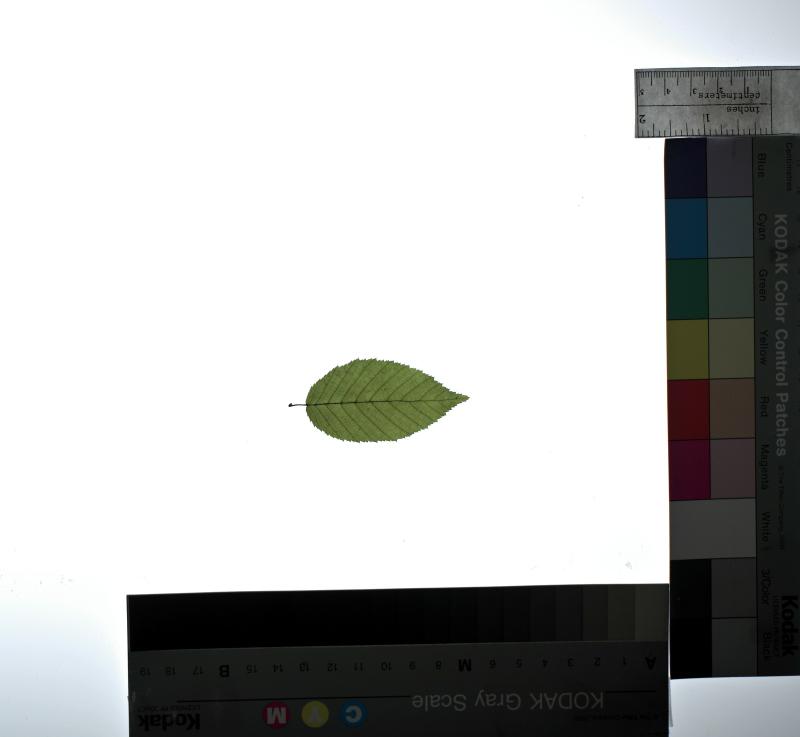 5 4 3 2 1
centimeters
inches
2 1
Centimetres
KODAK Color Control Patches
Blue
Cyan
Green
Yellow
Red
Magenta
White
3/Color
Black
Kodak
A 1 2 3 4 5 6 M 8 9 10 11 12 13 14 15 B 17 18 19
KODAK Gray Scale
C Y M
Kodak